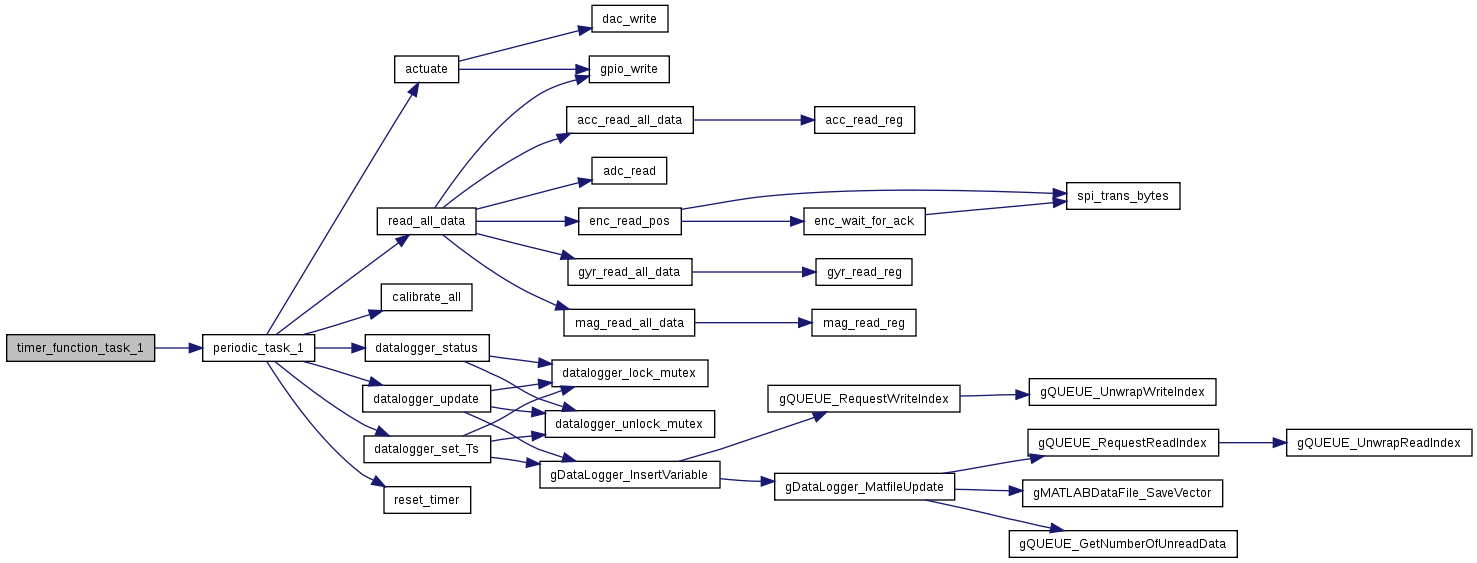 dac_write
actuate
gpio_write
acc_read_all_data
acc_read_reg
adc_read
spi_trans_bytes
read_all_data
enc_read_pos
enc_wait_for_ack
gyr_read_all_data
gyr_read_reg
calibrate_all
mag_read_all_data
mag_read_reg
timer_function_task_1
periodic_task_1
datalogger_status
datalogger_lock_mutex
datalogger_update
gQUEUE_RequestWriteIndex
gQUEUE_UnwrapWriteIndex
datalogger_unlock_mutex
datalogger_set_Ts
gQUEUE_RequestReadIndex
gQUEUE_UnwrapReadIndex
gDataLogger_InsertVariable
gDataLogger_MatfileUpdate
gMATLABDataFile_SaveVector
reset_timer
gQUEUE_GetNumberOfUnreadData